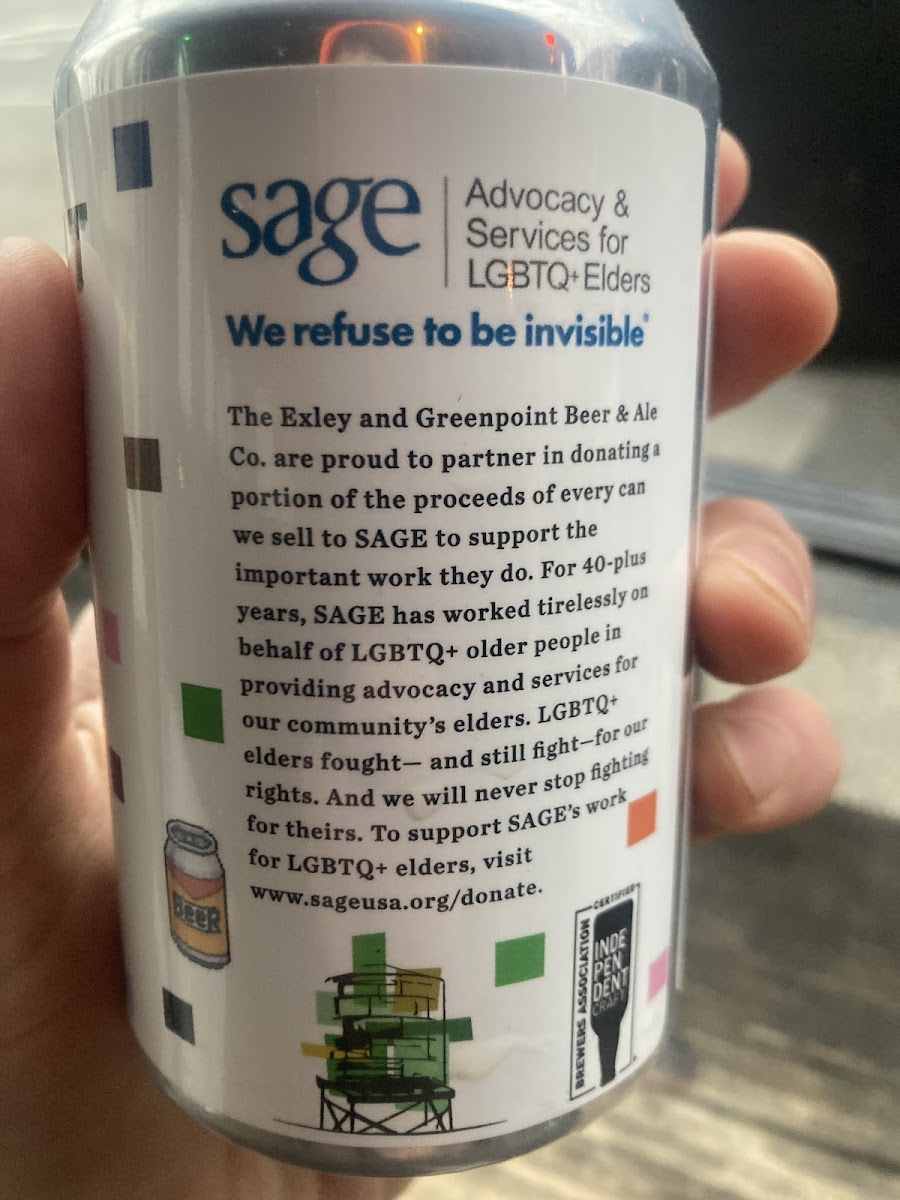 sage
Advocacy &
Services for
LGBTQ+ Elders
We refuse to be invisible®
The Exley and Greenpoint Beer & Ale
Co. are proud to partner in donating a
portion of the proceeds of every can
we sell to SAGE to support the
important work they do. For 40-plus
years, SAGE has worked tirelessly on
behalf of LGBTQ+ older people in
providing advocacy and services for
our community's elders. LGBTQ+
elders fought— and still fight—for our
rights. And we will never stop fighting
for theirs. To support SAGE's work
for LGBTQ+ elders, visit
www.sageusa.org/donate.
BeeR
CERTIFIED
BREWERS ASSOCIATION
INDE
PEN
DENT
CRAFT